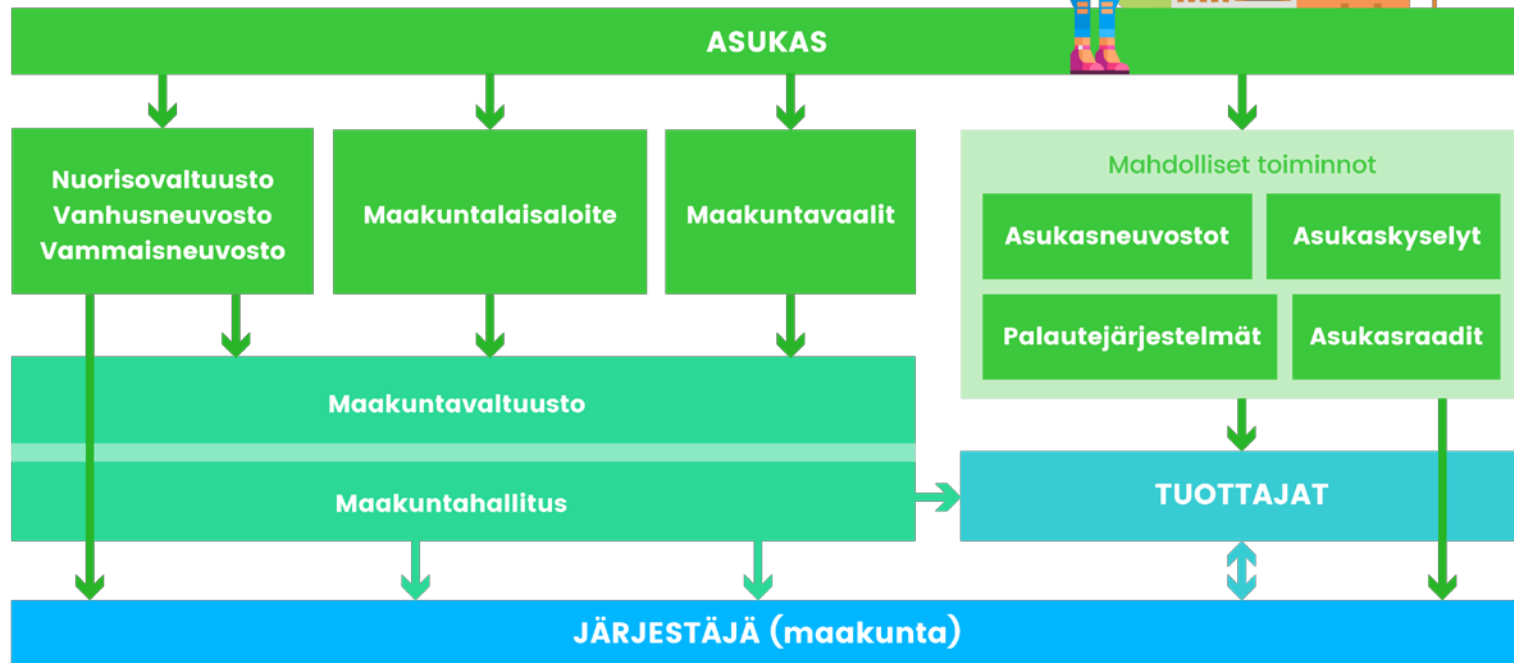 ASUKAS
Nuorisovaltuusto
Vanhusneuvosto
Vammaisneuvosto
Maakuntalaisaloite
Maakuntavaalit
Mahdolliset toiminnot
Asukasneuvostot
Asukaskyselyt
Palautejärjestelmät
Asukasraadit
Maakuntavaltuusto
Maakuntahallitus
TUOTTAJAT
JÄRJESTÄJÄ (maakunta)